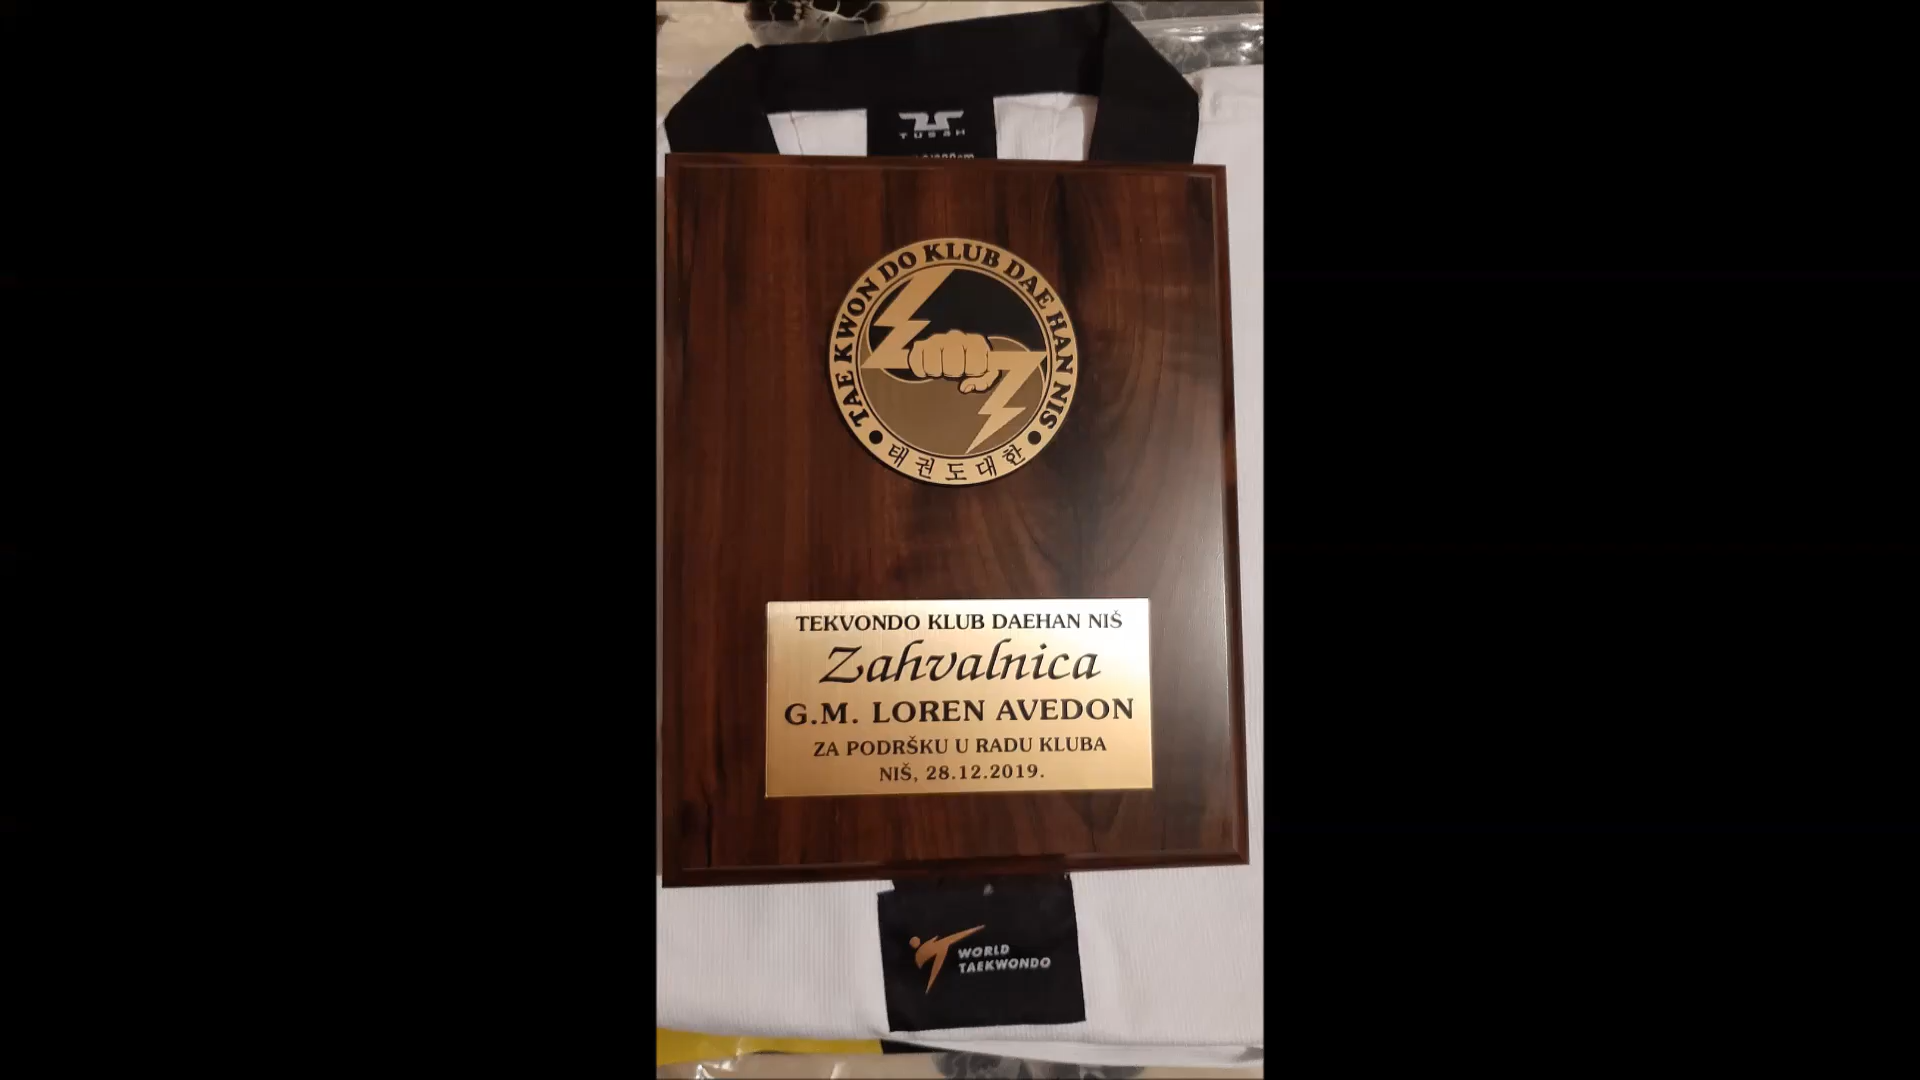 TUSAH
TAE KWON DO KLUB DAE HAN NIS
태권도대한
TEKVONDO KLUB DAEHAN NIŠ
Zahvalnica
G.M. LOREN AVEDON
ZA PODRŠKU U RADU KLUBA
NIŠ, 28.12.2019.
WORLD
TAEKWONDO